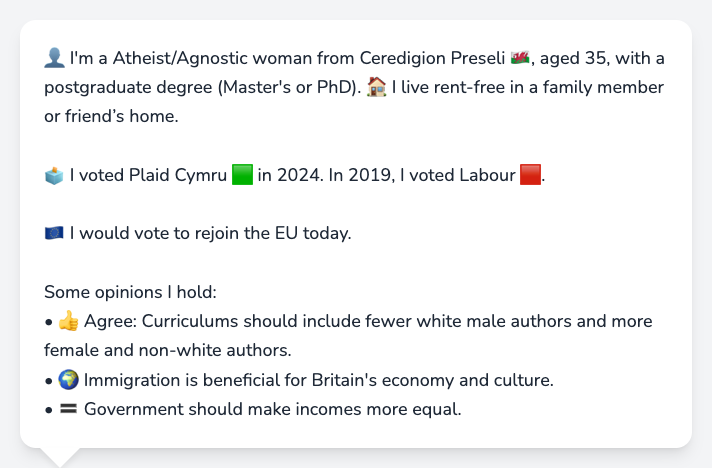 👤 I'm a Atheist/Agnostic woman from Ceredigion Preseli 🏴󠁧󠁢󠁷󠁬󠁳󠁿, aged 35, with a
postgraduate degree (Master's or PhD). 🏠 I live rent-free in a family member
or friend’s home.
🗳️ I voted Plaid Cymru 🟩 in 2024. In 2019, I voted Labour 🟥.
🇪🇺 I would vote to rejoin the EU today.
Some opinions I hold:
• 👍 Agree: Curriculums should include fewer white male authors and more
female and non-white authors.
• 🌍 Immigration is beneficial for Britain's economy and culture.
• 🟰 Government should make incomes more equal.